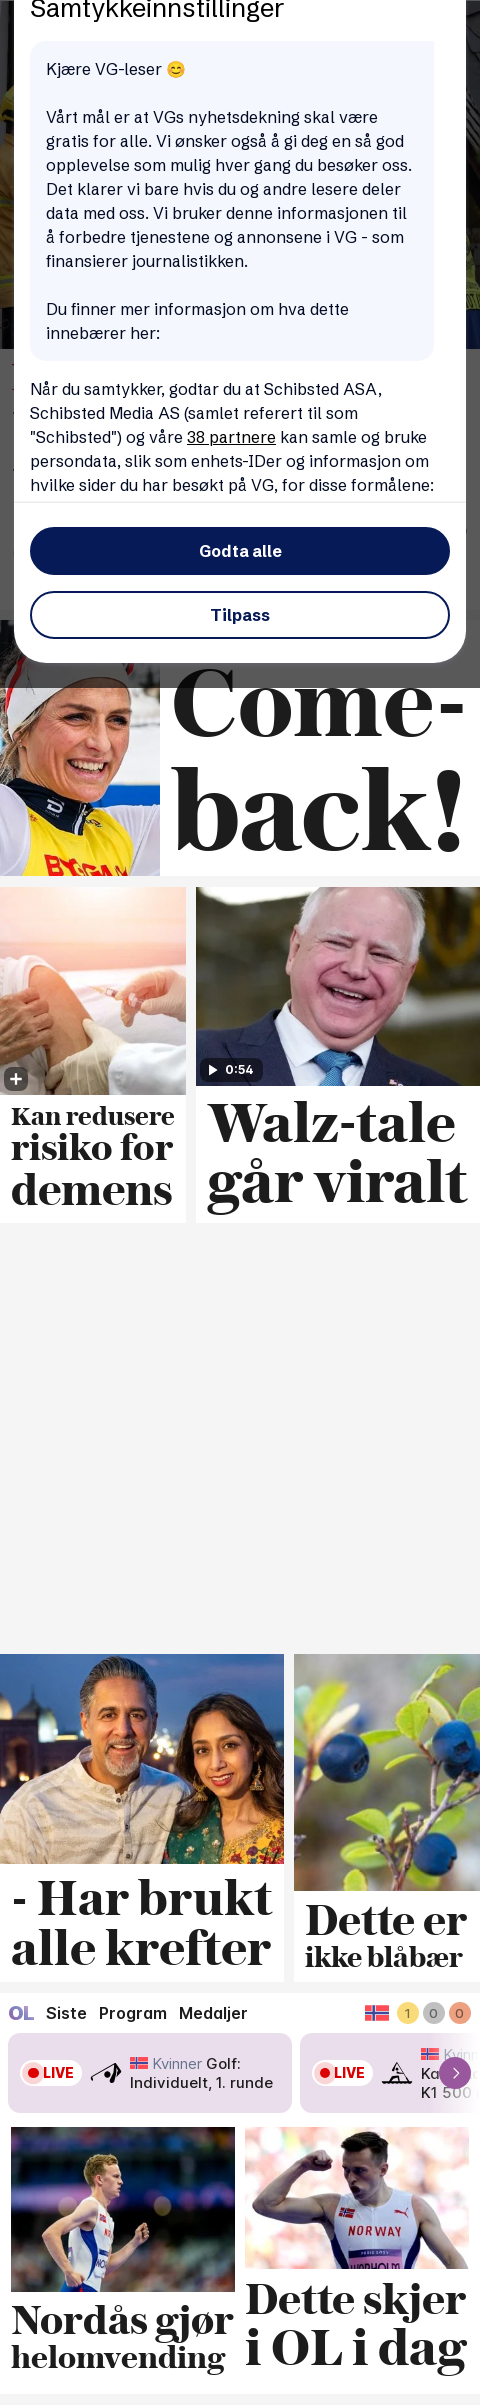 Samtykkeinnstillinger
Kjære VG-leser 😊
Vårt mål er at VGs nyhetsdekning skal være
gratis for alle. Vi ønsker også å gi deg en så god
opplevelse som mulig hver gang du besøker oss.
Det klarer vi bare hvis du og andre lesere deler
data med oss. Vi bruker denne informasjonen til
å forbedre tjenestene og annonsene i VG - som
finansierer journalistikken.
Du finner mer informasjon om hva dette
innebærer her:
Når du samtykker, godtar du at Schibsted ASA,
Schibsted Media AS (samlet referert til som
"Schibsted") og våre 38 partnere kan samle og bruke
persondata, slik som enhets-IDer og informasjon om
hvilke sider du har besøkt på VG, for disse formålene:
Godta alle
Tilpass
Come-
back!
0:54
Kan redusere
risiko for
demens
Walz-tale
går viralt
- Har brukt
alle krefter
Dette er
ikke blåbær
OL Siste Program Medaljer 1 0 0
LIVE Kvinner Golf:
Individuelt, 1. runde
LIVE
K1 500
NORWAY
Nordås gjør
helomvending
Dette skjer
i OL i dag